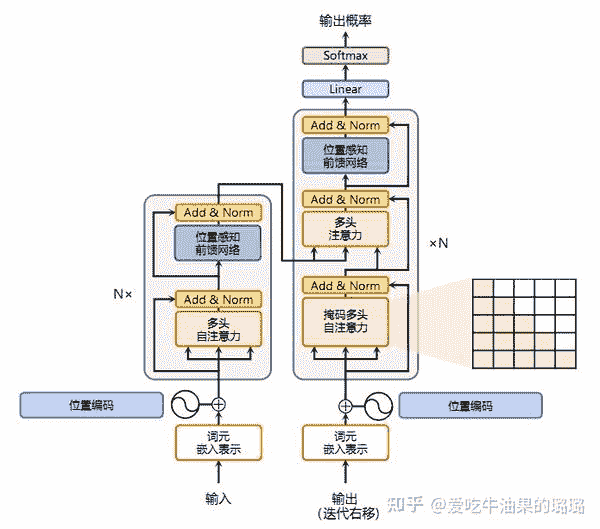 输出概率
Softmax
Linear
Add & Norm
位置感知
前馈网络
Add & Norm
多头
注意力
×N
Add & Norm
掩码多头
自注意力
Add & Norm
位置感知
前馈网络
N×
Add & Norm
多头
自注意力
位置编码
位置编码
词元
嵌入表示
词元
嵌入表示
输入
输出
(迭代右移)
知乎 @爱吃牛油果的璐璐